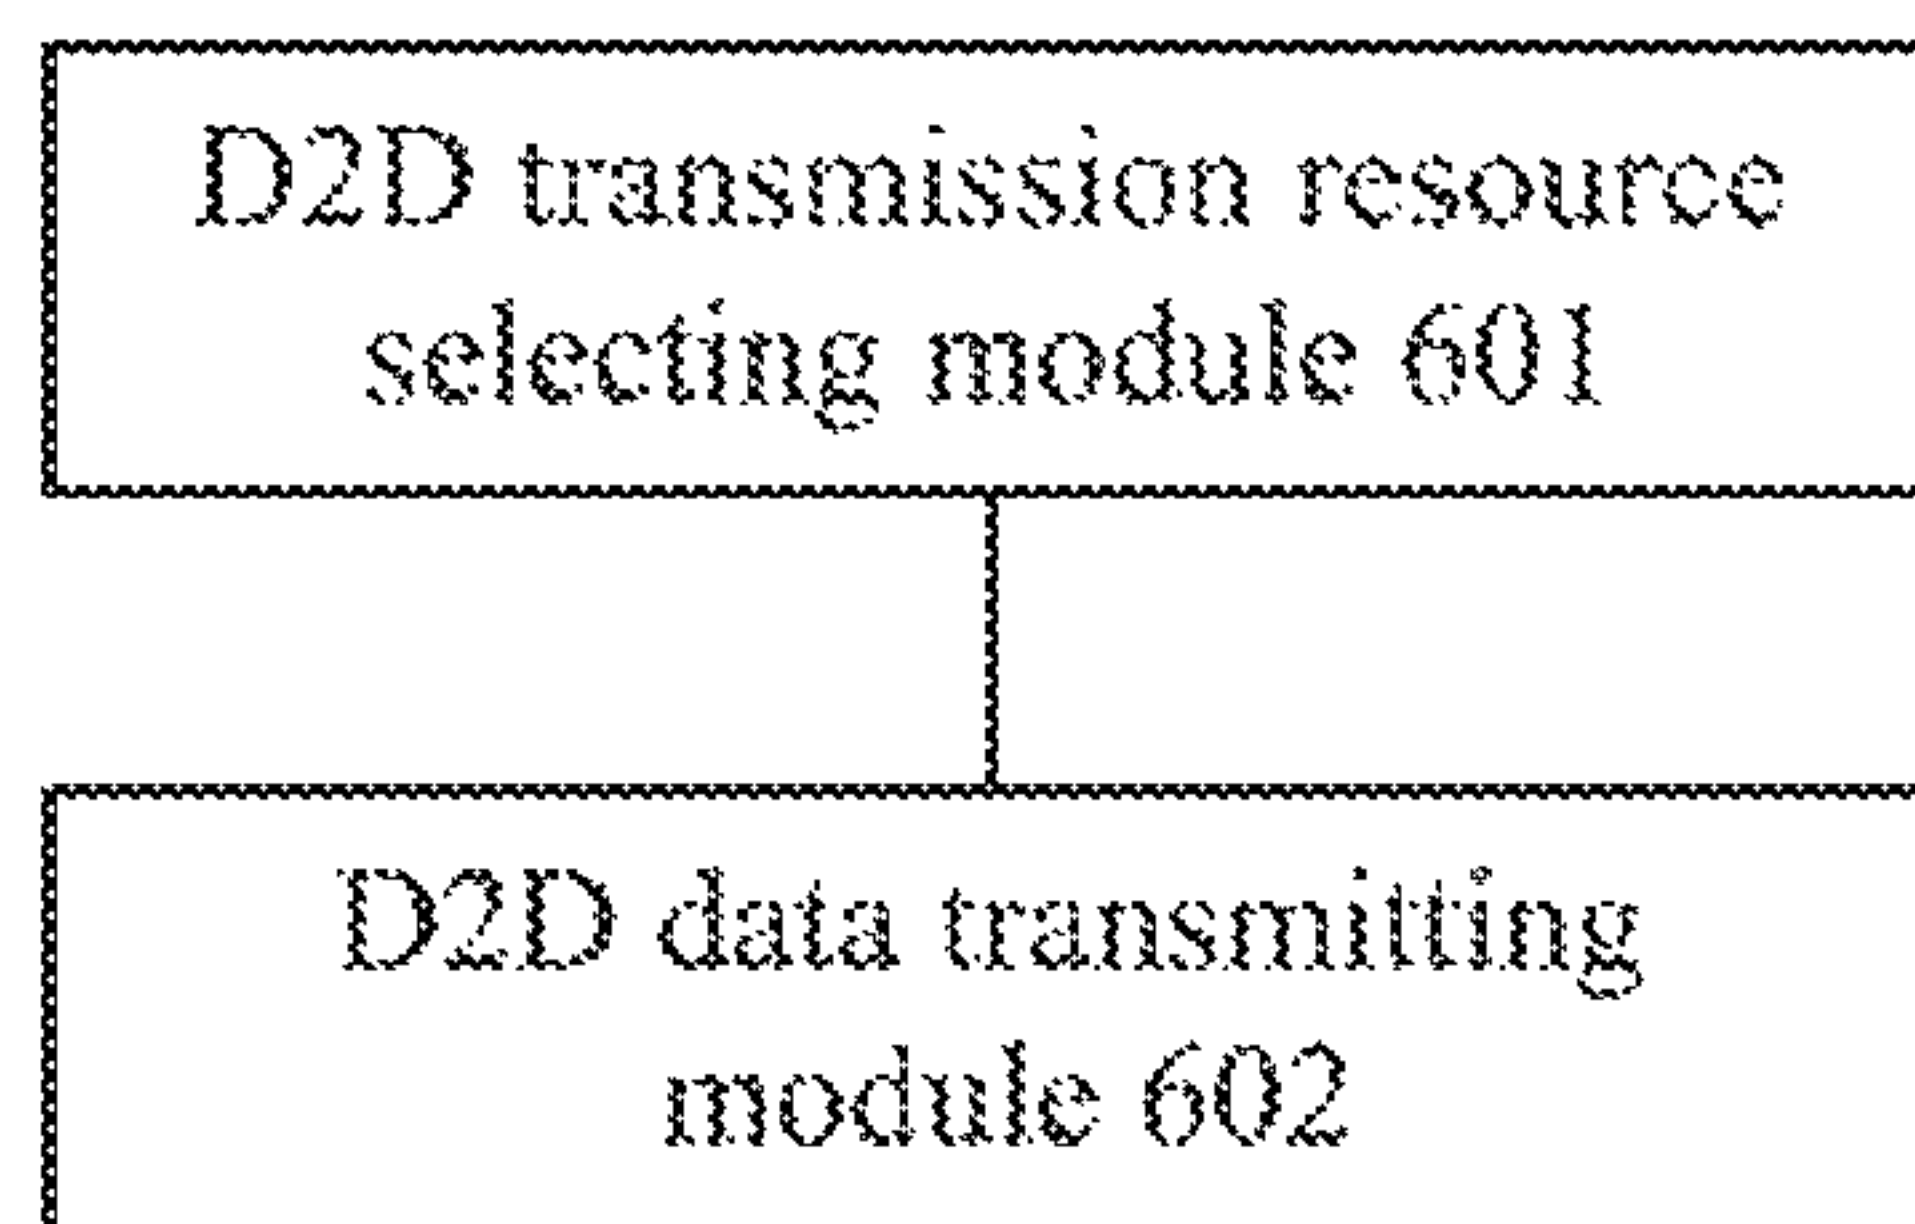 D2D transmission resource
selecting module 601
D2D data transmitting
module 602